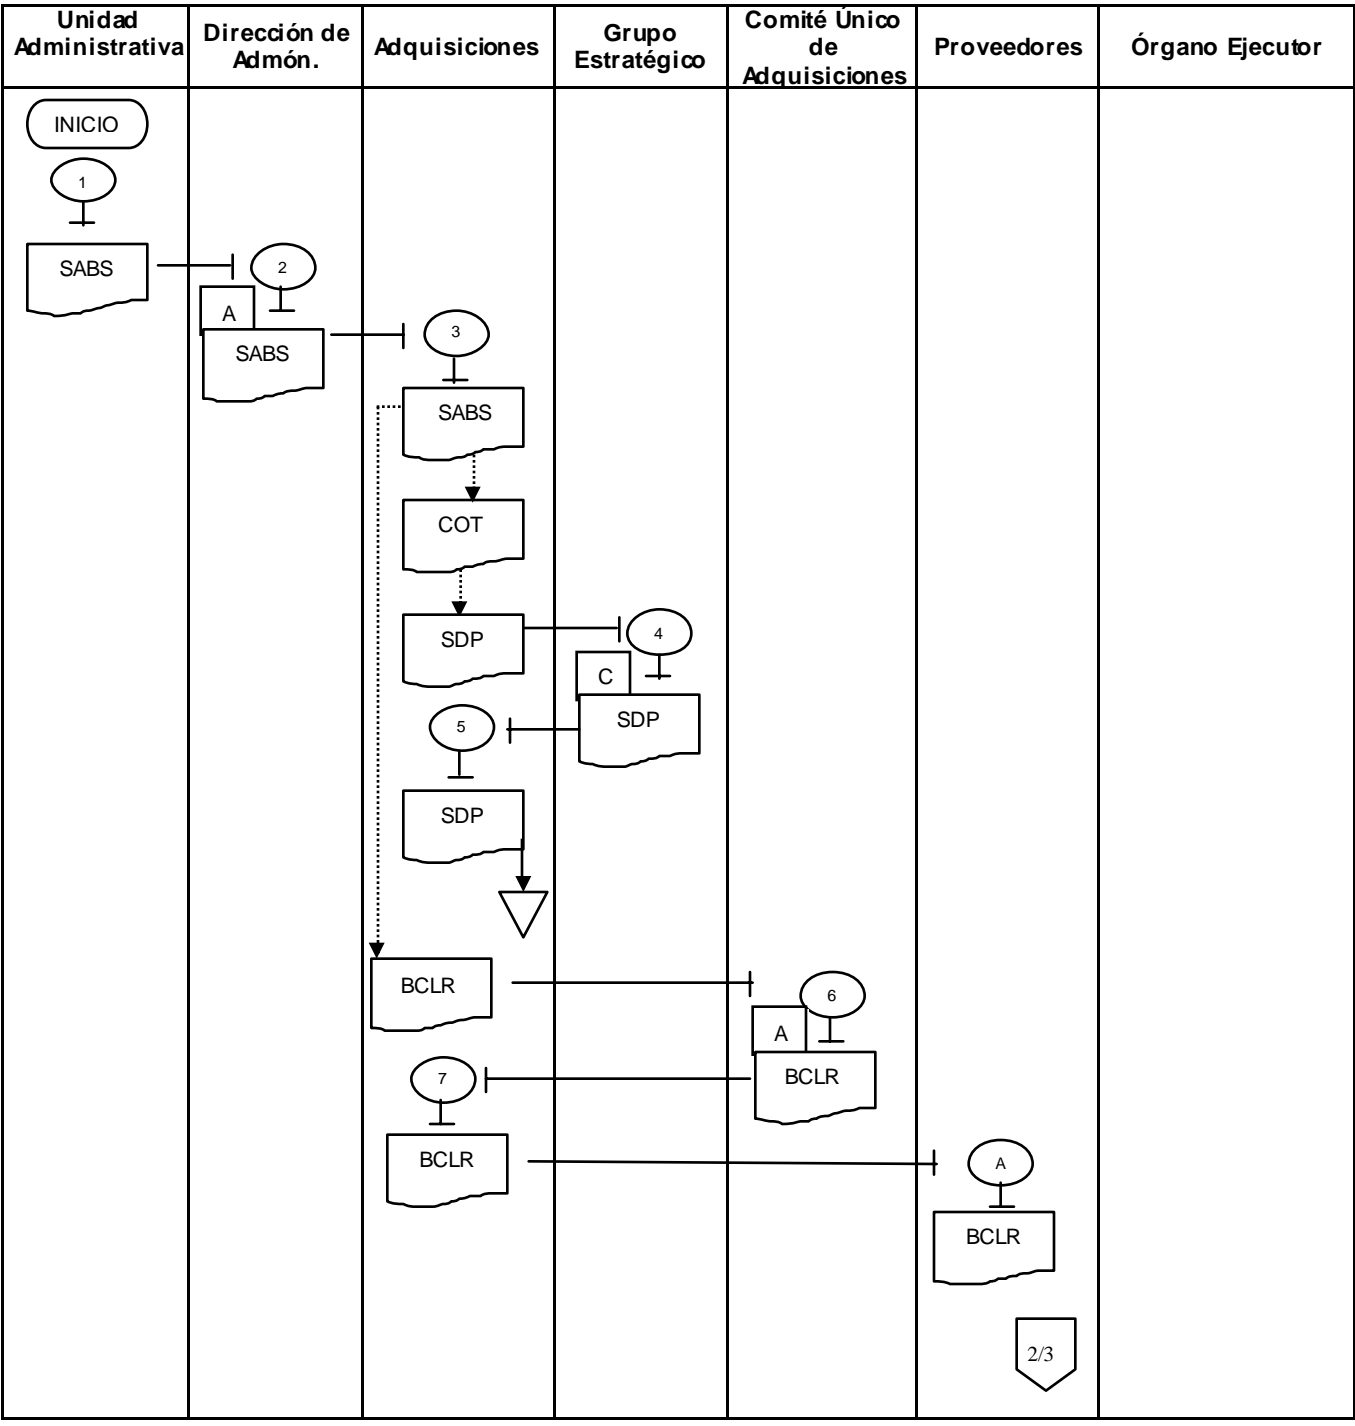 Unidad
Administrativa
Dirección de
Admón.
Adquisiciones
Grupo
Estratégico
Comité Único
de
Adquisiciones
Proveedores
Órgano Ejecutor
INICIO
1
SABS
2
A
SABS
3
SABS
COT
SDP
4
C
SDP
5
SDP
BCLR
6
A
BCLR
7
BCLR
A
BCLR
2/3